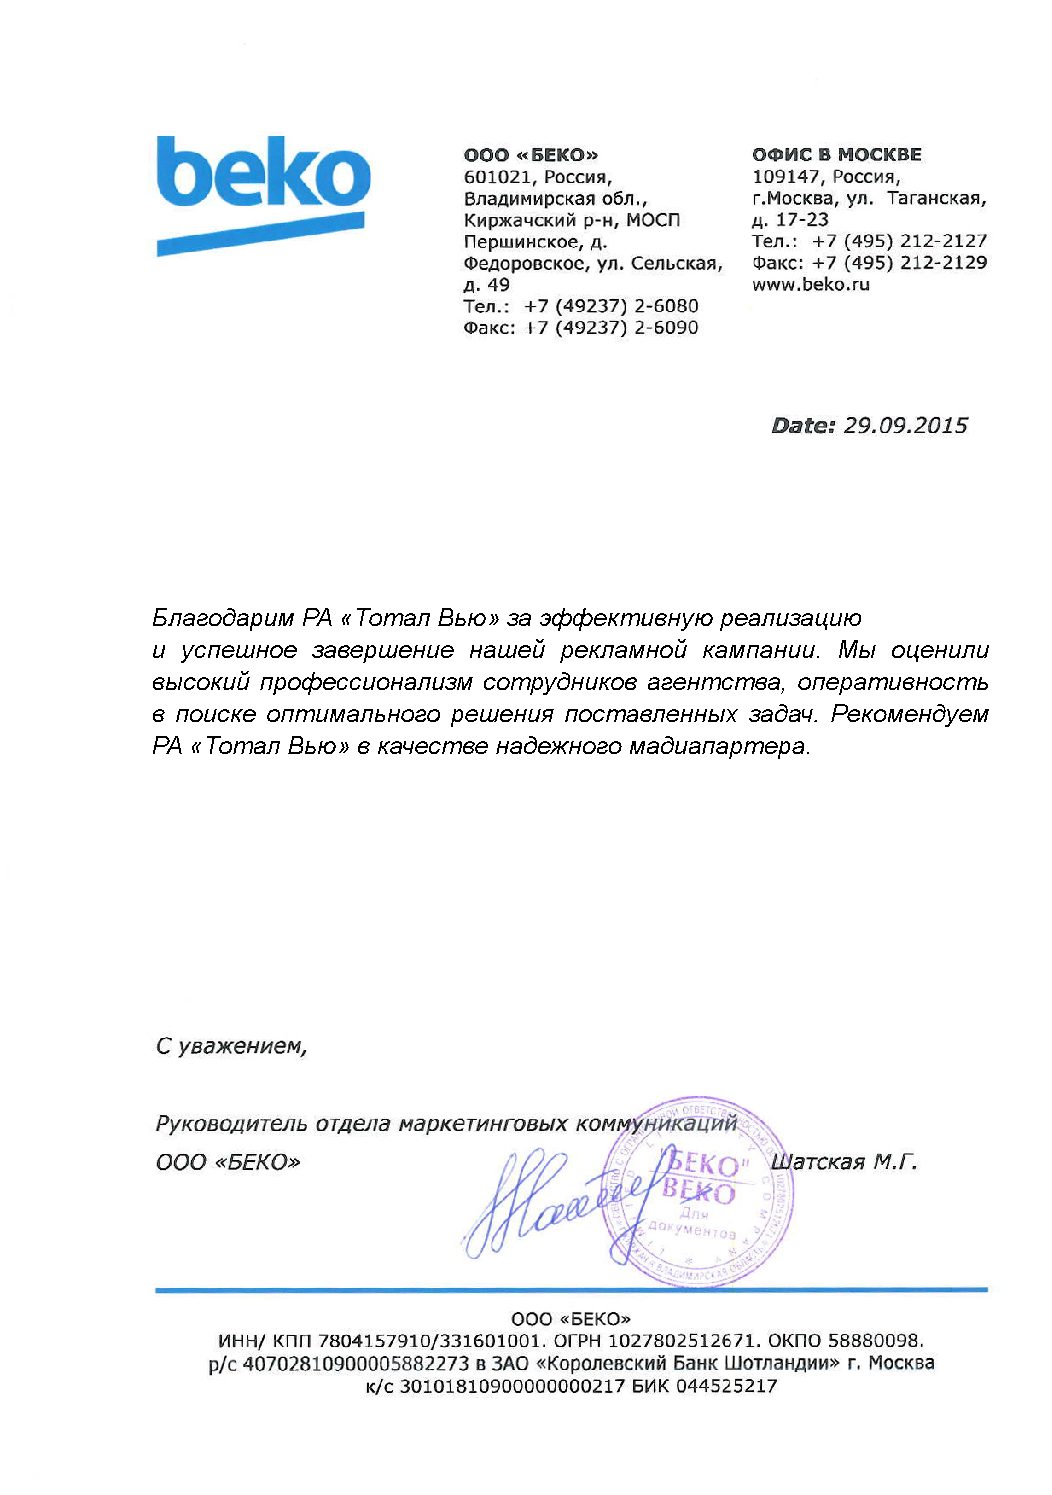 beko
ООО «БЕКО»
601021, Россия,
Владимирская обл.,
Киржачский р-н, МОСП
Першинское, д.
Федоровское, ул. Сельская,
д. 49
Тел.: +7 (49237) 2-6080
Факс: +7 (49237) 2-6090
ОФИС В МОСКВЕ
109147, Россия,
г.Москва, ул. Таганская,
д. 17-23
Тел.: +7 (495) 212-2127
Факс: +7 (495) 212-2129
www.beko.ru
Date: 29.09.2015
Благодарим РА «Тотал Вью» за эффективную реализацию
и успешное завершение нашей рекламной кампании. Мы оценили
высокий профессионализм сотрудников агентства, оперативность
в поиске оптимального решения поставленных задач. Рекомендуем
РА «Тотал Вью» в качестве надежного мадиапартера.
С уважением,
Руководитель отдела маркетинговых коммуникаций
ООО «БЕКО»
Шатская М.Г.
"БЕКО"
BEKO
Для
документов
ООО «БЕКО»
ИНН/ КПП 7804157910/331601001. ОГРН 1027802512671. ОКПО 58880098.
р/с 40702810900005882273 в ЗАО «Королевский Банк Шотландии» г. Москва
к/с 30101810900000000217 БИК 044525217